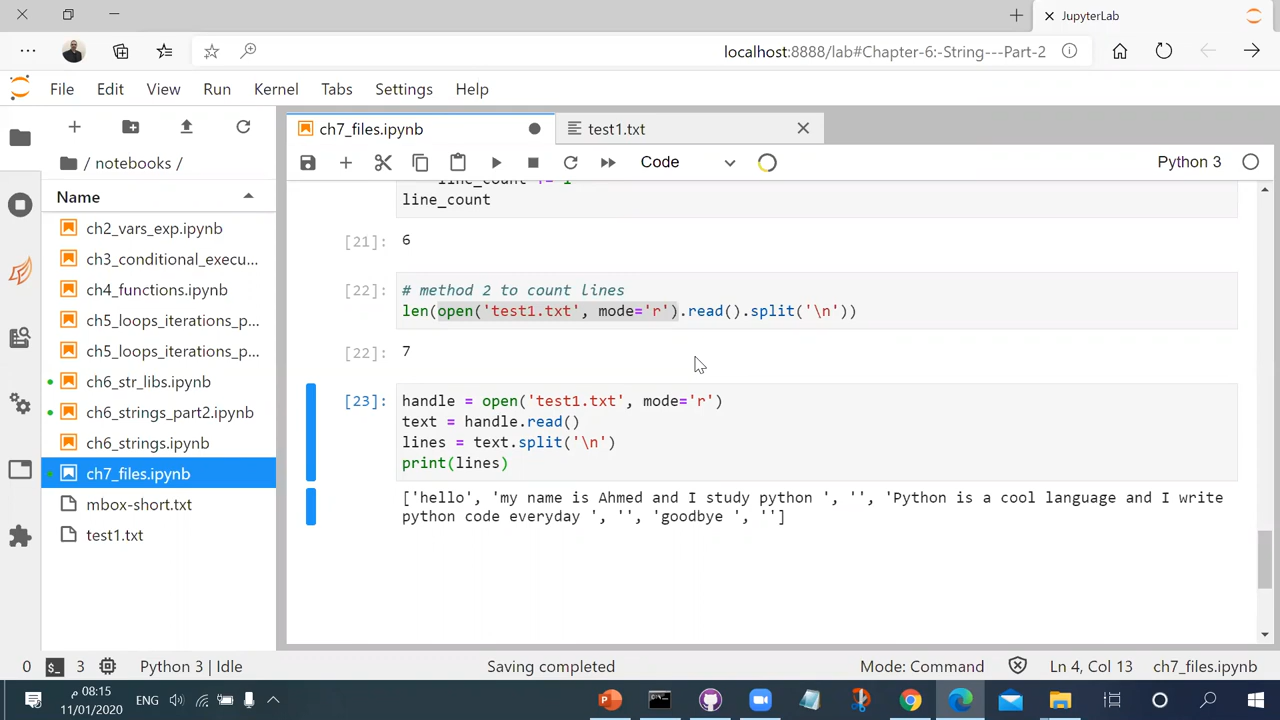 JupyterLab
localhost:8888/lab#Chapter-6:-String---Part-2
File Edit View Run Kernel Tabs Settings Help
ch7_files.ipynb
test1.txt
/ notebooks /
Code
Python 3
Name
ch2_vars_exp.ipynb
ch3_conditional_execu...
ch4_functions.ipynb
ch5_loops_iterations_p...
ch5_loops_iterations_p...
ch6_str_libs.ipynb
ch6_strings_part2.ipynb
ch6_strings.ipynb
ch7_files.ipynb
mbox-short.txt
test1.txt
line_count += 1
line_count
[21]: 6
[22]: # method 2 to count lines
len(open('test1.txt', mode='r').read().split('\n'))
[22]: 7
[23]: handle = open('test1.txt', mode='r')
text = handle.read()
lines = text.split('\n')
print(lines)
['hello', 'my name is Ahmed and I study python ', '', 'Python is a cool language and I write
python code everyday ', '', 'goodbye ', '']
0 3 Python 3 | Idle Saving completed Mode: Command Ln 4, Col 13 ch7_files.ipynb
08:15 م
11/01/2020
ENG